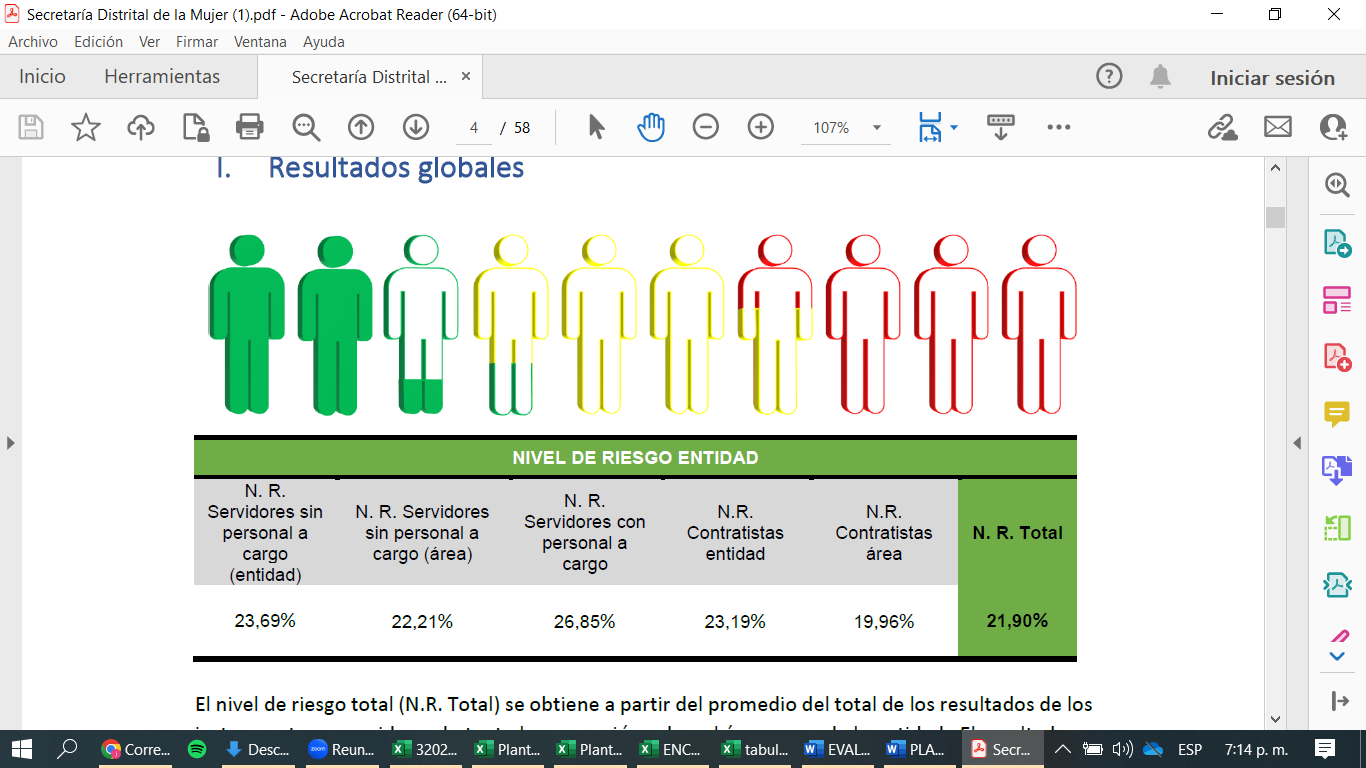 Secretaría Distrital de la Mujer (1).pdf - Adobe Acrobat Reader (64-bit)
Archivo Edición Ver Firmar Ventana Ayuda
Inicio Herramientas Secretaría Distrital ... × Iniciar sesión
4 / 58 107%
I. Resultados globales
NIVEL DE RIESGO ENTIDAD
N. R.
Servidores sin
personal a
cargo
(entidad)
N. R. Servidores
sin personal a
cargo (área)
N. R.
Servidores con
personal a
cargo
N.R.
Contratistas
entidad
N.R.
Contratistas
área
N. R. Total
23,69% 22,21% 26,85% 23,19% 19,96% 21,90%
El nivel de riesgo total (N.R. Total) se obtiene a partir del promedio del total de los resultados de los
Corre... Desc... zoom Reun... 3202... Plant... Plant... ENC... tabul... EVAL... PLA... Secr... ESP 7:14 p. m.